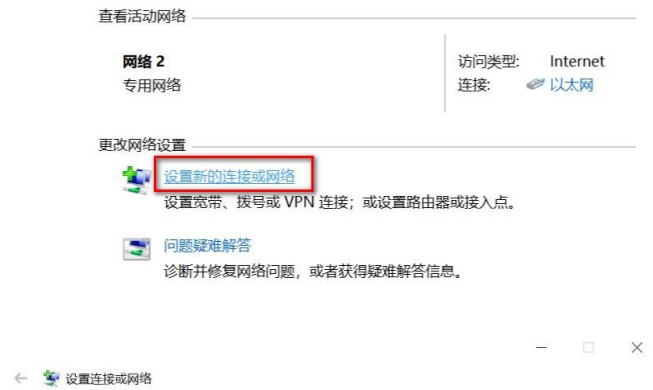 查看活动网络
网络 2
专用网络
访问类型: Internet
连接: 以太网
更改网络设置
设置新的连接或网络
设置宽带、拨号或 VPN 连接；或设置路由器或接入点。
问题疑难解答
诊断并修复网络问题，或者获得疑难解答信息。
设置连接或网络